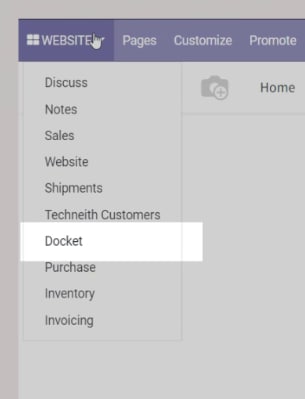 WEBSITE Pages Customize Promote
Home
Discuss
Notes
Sales
Website
Shipments
Techneith Customers
Docket
Purchase
Inventory
Invoicing